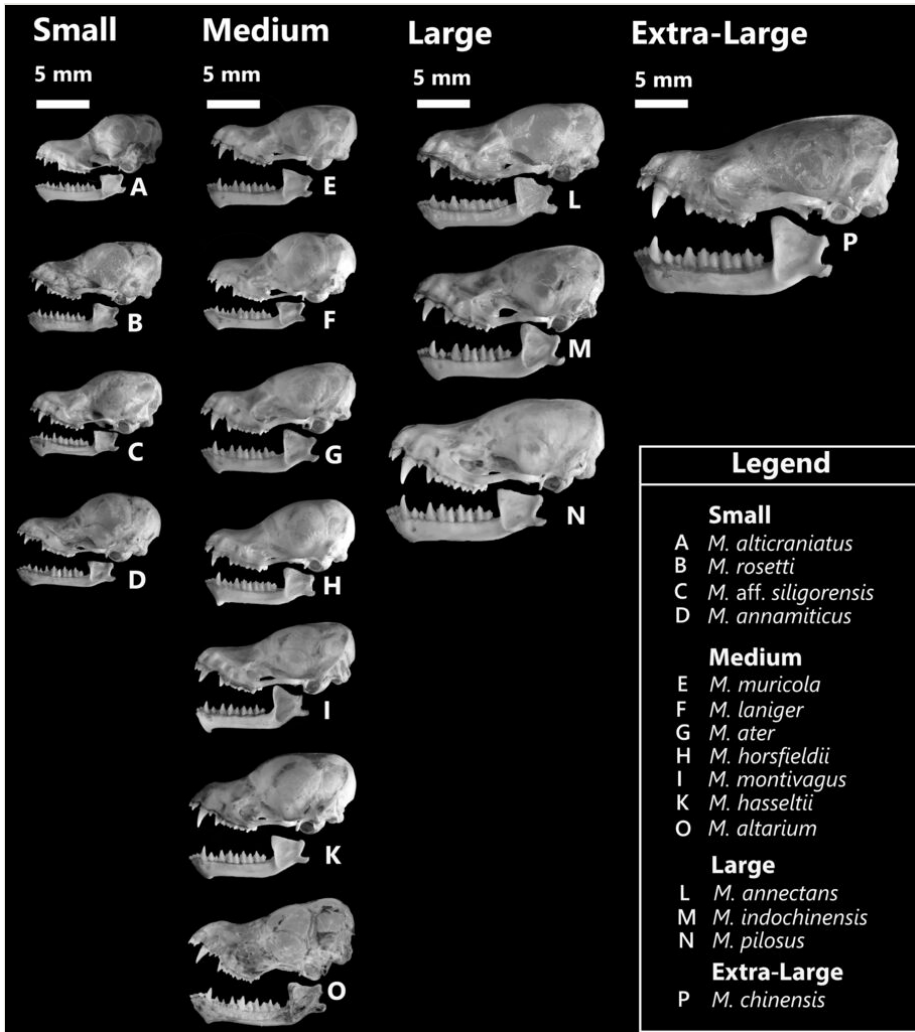 Small
5 mm
A
B
C
D
Medium
5 mm
E
F
G
H
I
K
O
Large
5 mm
L
M
N
Extra-Large
5 mm
P
Legend
Small
A M. alticraniatus
B M. rosetti
C M. aff. siligorensis
D M. annamiticus
Medium
E M. muricola
F M. laniger
G M. ater
H M. horsfieldii
I M. montivagus
K M. hasseltii
O M. altarium
Large
L M. annectans
M M. indochinensis
N M. pilosus
Extra-Large
P M. chinensis